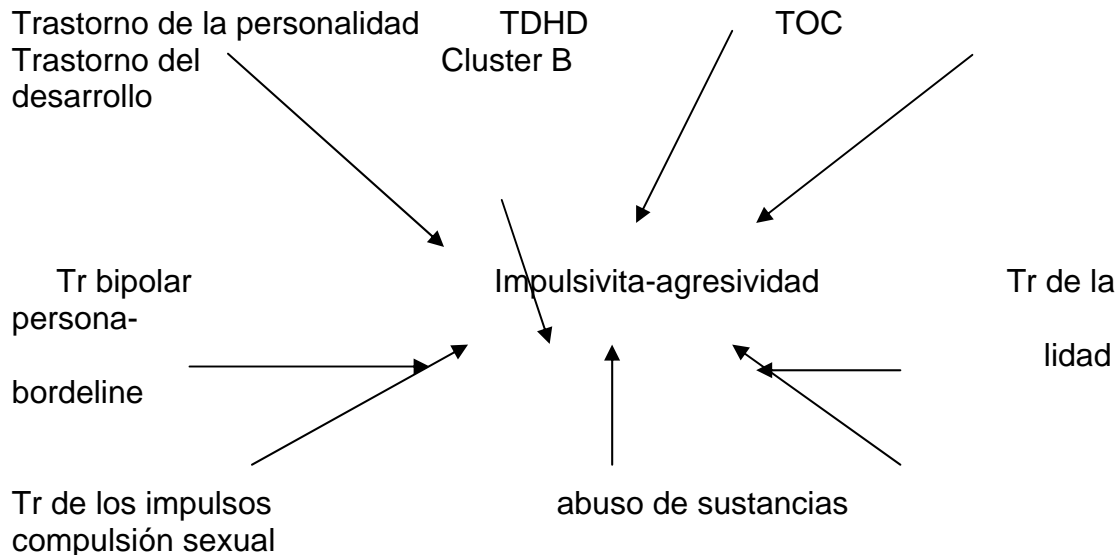 Trastorno de la personalidad TDHD TOC
Trastorno del Cluster B
desarrollo
Tr bipolar Impulsivita-agresividad Tr de la
persona-
lidad
bordeline
Tr de los impulsos abuso de sustancias
compulsión sexual